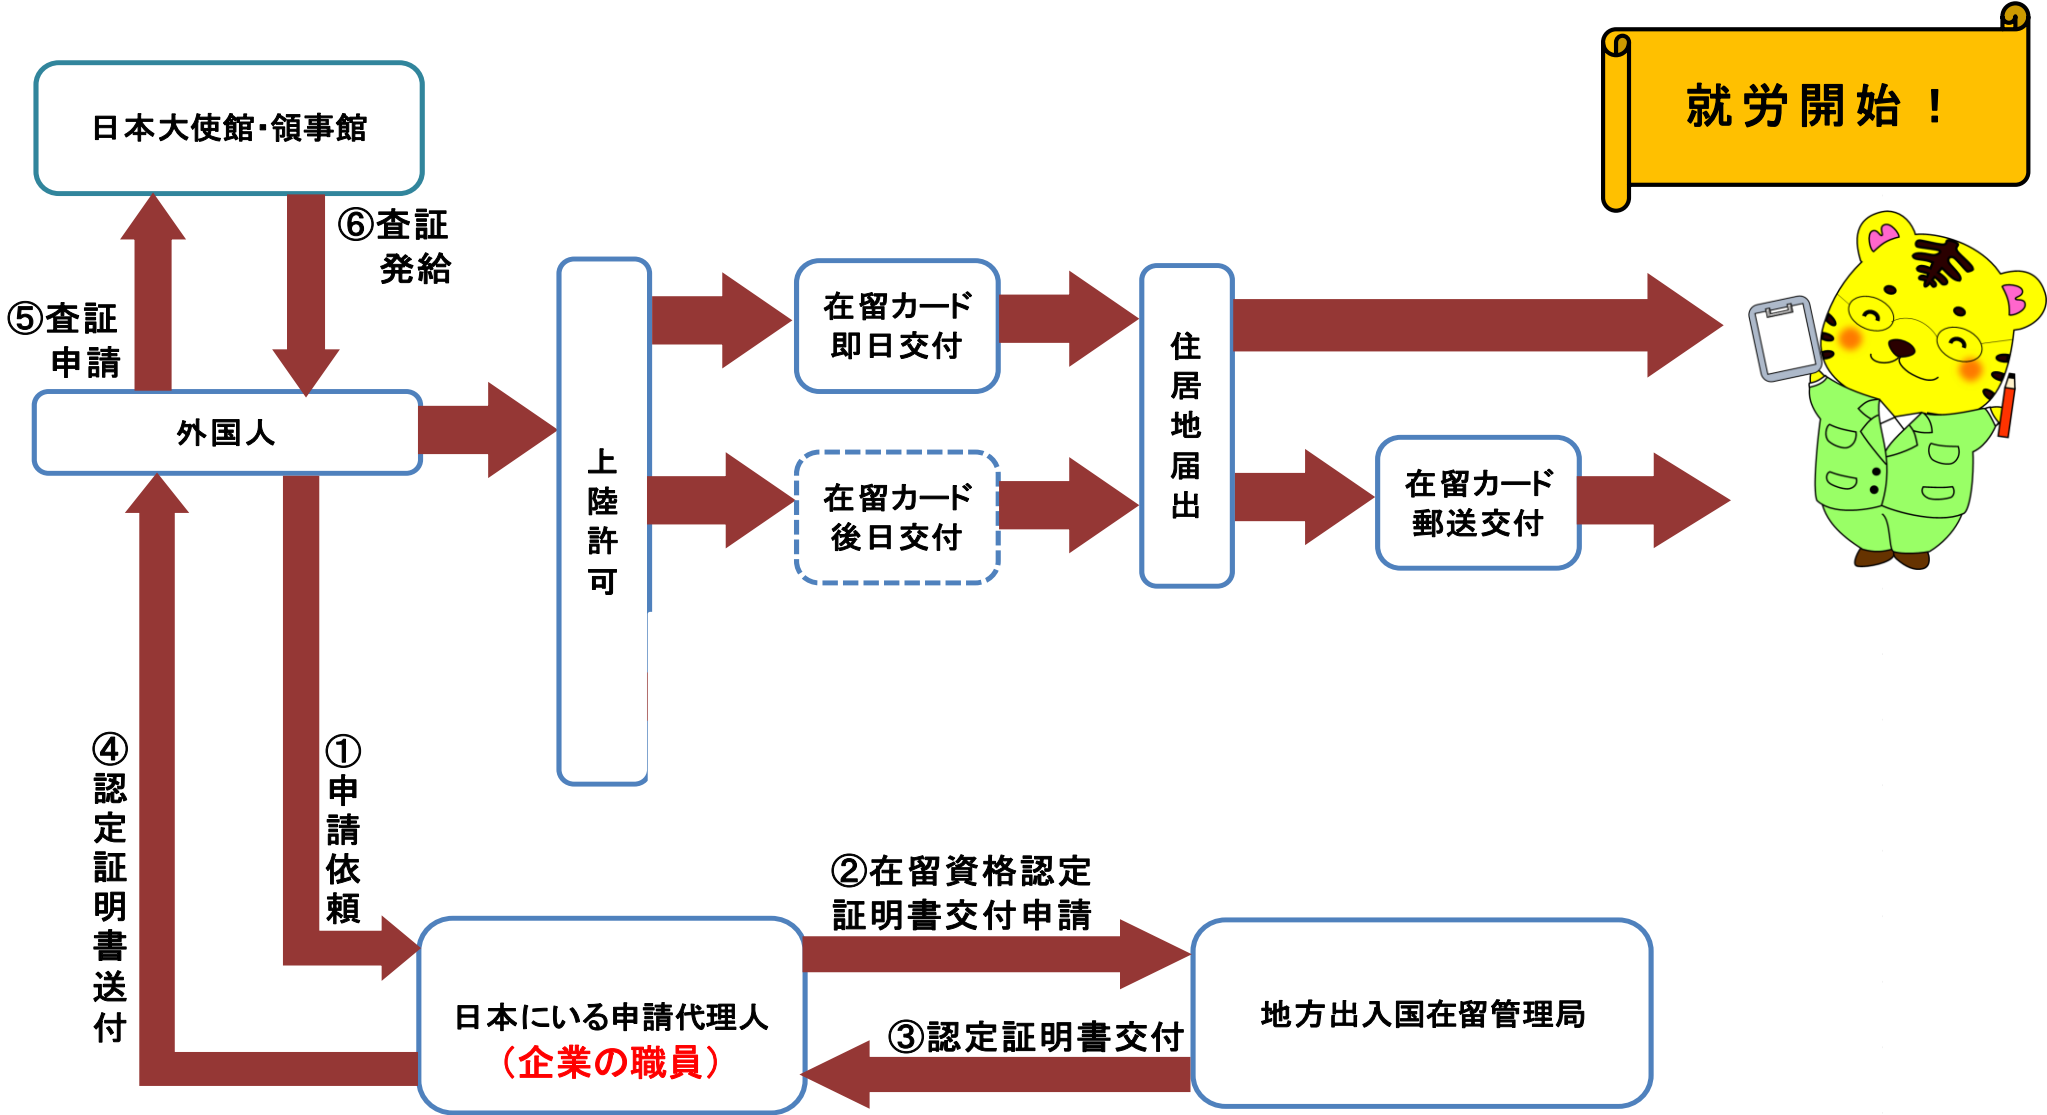 就労開始！
日本大使館・領事館
⑥査証
発給
⑤査証
申請
外国人
上陸許可
在留カード
即日交付
在留カード
後日交付
住居地届出
在留カード
郵送交付
④認定証明書送付
①申請依頼
②在留資格認定
証明書交付申請
日本にいる申請代理人
（企業の職員）
③認定証明書交付
地方出入国在留管理局